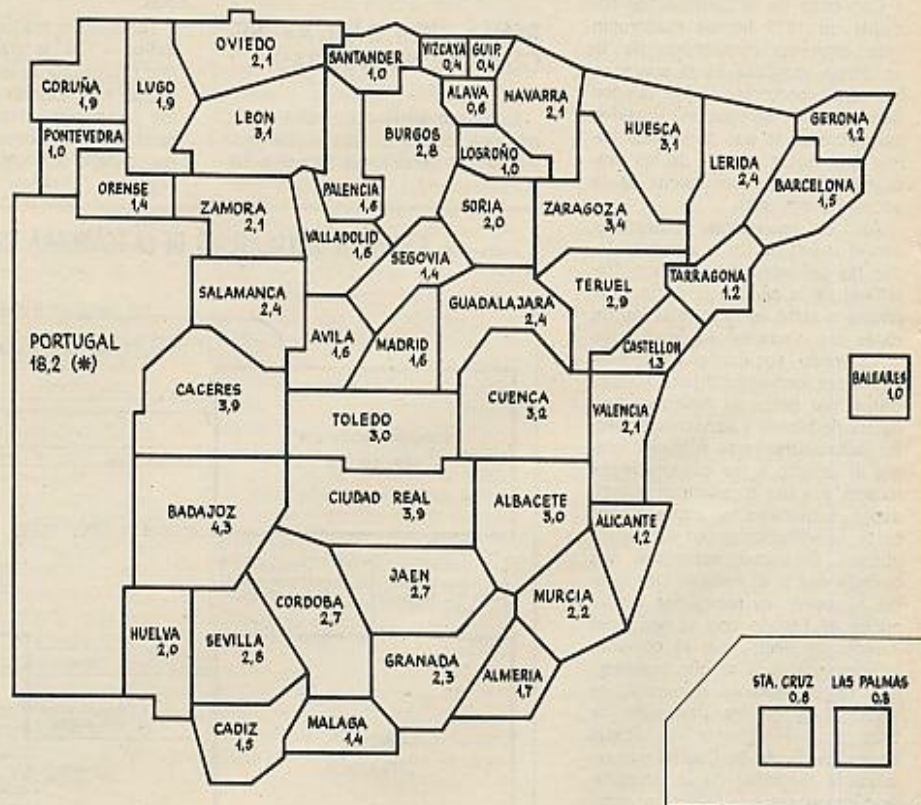 OVIEDO
2,1
SANTANDER
1,0
VIZCAYA
0,4
GUIP.
0,4
CORUÑA
1,9
LUGO
1,9
LEON
3,1
ALAVA
0,6
NAVARRA
2,1
BURGOS
2,8
HUESCA
3,1
GERONA
1,2
PONTEVEDRA
1,0
LOGROÑO
1,0
LERIDA
2,4
BARCELONA
1,5
ORENSE
1,4
PALENCIA
1,6
ZAMORA
2,1
SORIA
2,0
ZARAGOZA
3,4
VALLADOLID
1,6
SEGOVIA
1,4
SALAMANCA
2,4
GUADALAJARA
2,4
TERUEL
2,9
TARRAGONA
1,2
PORTUGAL
18,2 (*)
AVILA
1,6
MADRID
1,6
CASTELLON
1,3
CACERES
3,9
CUENCA
3,2
BALEARES
1,0
TOLEDO
3,0
VALENCIA
2,1
BADAJOZ
4,3
CIUDAD REAL
3,9
ALBACETE
3,0
ALICANTE
1,2
JAEN
2,7
CORDOBA
2,7
MURCIA
2,2
HUELVA
2,0
SEVILLA
2,8
GRANADA
2,3
ALMERIA
1,7
CADIZ
1,5
MALAGA
1,4
STA. CRUZ
0,8
LAS PALMAS
0,8